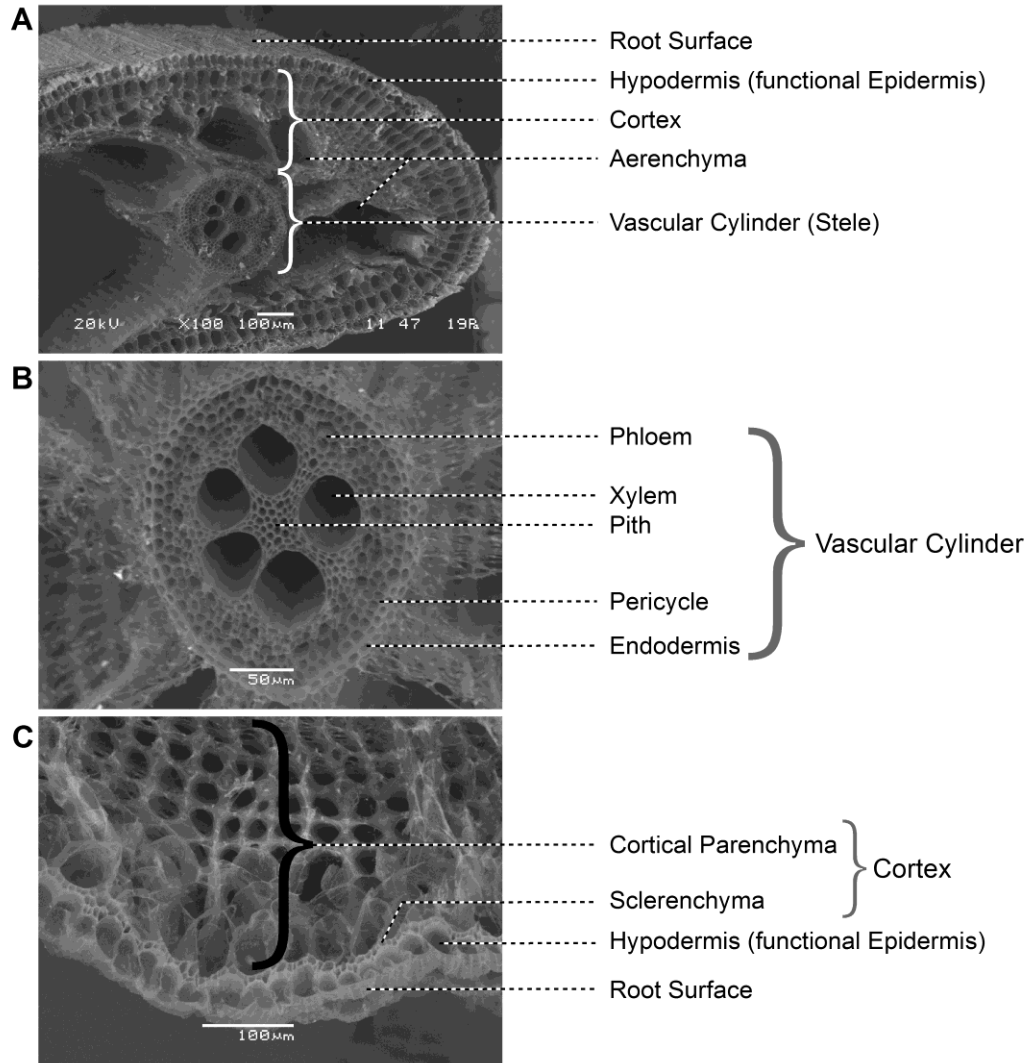 A
Root Surface
Hypodermis (functional Epidermis)
Cortex
Aerenchyma
Vascular Cylinder (Stele)
20kV X100 100µm 11 47 19R
B
Phloem
Xylem
Pith
Vascular Cylinder
Pericycle
Endodermis
50µm
C
Cortical Parenchyma
Cortex
Sclerenchyma
Hypodermis (functional Epidermis)
Root Surface
100µm